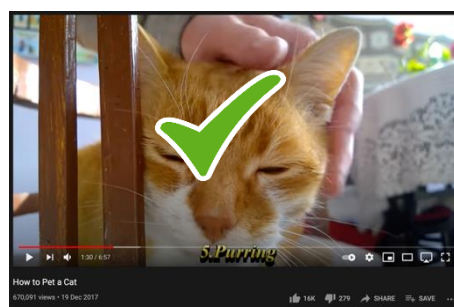 5.Purring
1:30 / 6:57
How to Pet a Cat
670,091 views • 19 Dec 2017
16K 279 SHARE SAVE